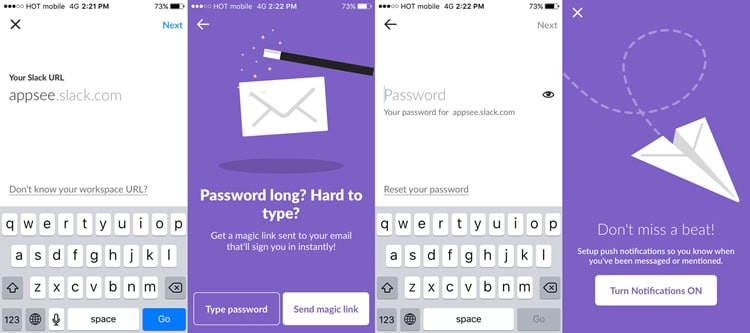 HOT mobile 4G 2:21 PM 73%
Next
Your Slack URL
appsee.slack.com
Don't know your workspace URL?
q w e r t y u i o p
a s d f g h j k l
z x c v b n m
123 space Go
HOT mobile 4G 2:22 PM 73%
Password long? Hard to
type?
Get a magic link sent to your email
that'll sign you in instantly!
Type password
Send magic link
HOT mobile 4G 2:22 PM 73%
Next
Password
Your password for appsee.slack.com
Reset your password
q w e r t y u i o p
a s d f g h j k l
z x c v b n m
123 space Go
Don't miss a beat!
Setup push notifications so you know when
you've been messaged or mentioned.
Turn Notifications ON